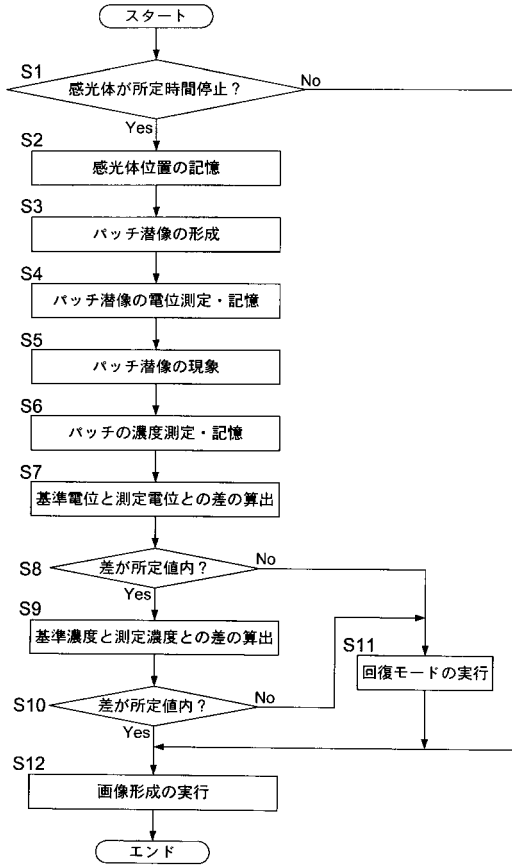 スタート
S1
感光体が所定時間停止？
No
Yes
S2
感光体位置の記憶
S3
パッチ潜像の形成
S4
パッチ潜像の電位測定・記憶
S5
パッチ潜像の現象
S6
パッチの濃度測定・記憶
S7
基準電位と測定電位との差の算出
S8
差が所定値内？
No
Yes
S9
基準濃度と測定濃度との差の算出
S11
回復モードの実行
S10
差が所定値内？
No
Yes
S12
画像形成の実行
エンド